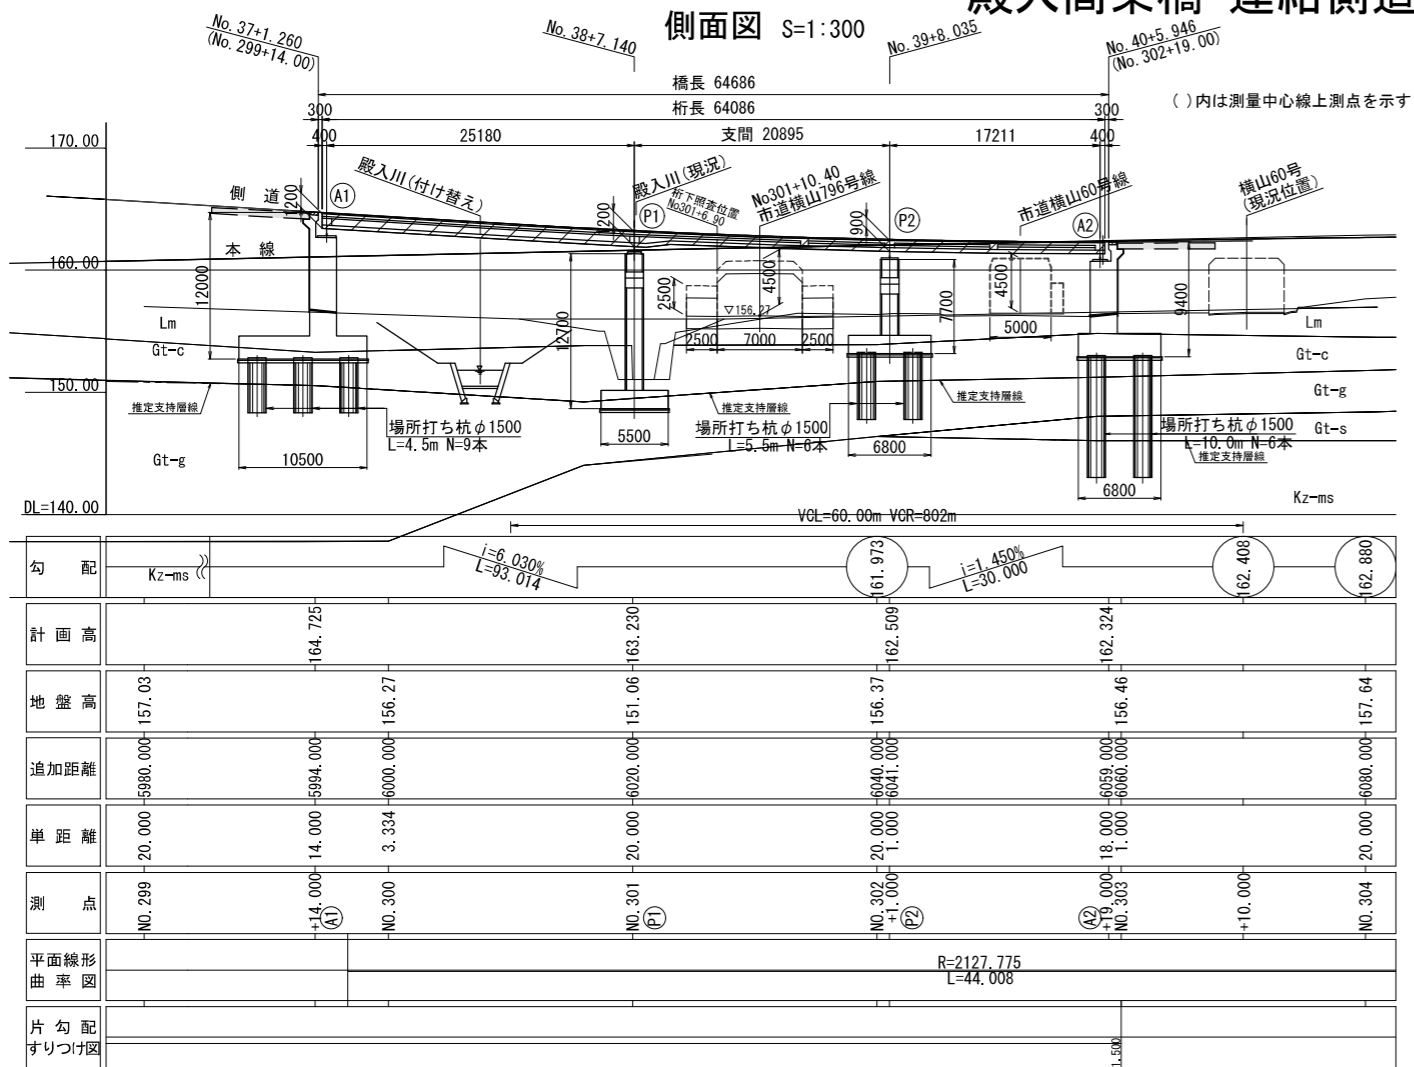 側面図 S=1:300
No.37+1.260
(No.299+14.00)
No.38+7.140
No.39+8.035
No.40+5.946
(No.302+19.00)
橋長 64686
( )内は測量中心線上測点を示す
300
桁長 64086
300
400
25180
支間 20895
17211
400
170.00
160.00
150.00
DL=140.00
側 道
本 線
1200
A1
殿入川(付け替え)
殿入川(現況)
桁下照査位置
No301+6.90
No301+10.40
市道横山796号線
市道横山60号線
横山60号
(現況位置)
1200
P1
900
P2
A2
12000
12700
2500
4500
7700
4500
9400
▽156.27
2500
7000
2500
5000
Lm
Gt-c
Gt-g
Lm
Gt-c
Gt-g
Gt-s
Kz-ms
推定支持層線
推定支持層線
推定支持層線
推定支持層線
場所打ち杭φ1500
L=4.5m N=9本
場所打ち杭φ1500
L=5.5m N=6本
場所打ち杭φ1500
L=10.0m N=6本
10500
5500
6800
6800
VCL=60.00m VCR=802m
勾 配
Kz-ms
i=6.030%
L=93.014
161.973
i=1.450%
L=30.000
162.408
162.880
計 画 高
164.725
163.230
162.509
162.324
地 盤 高
157.03
156.27
151.06
156.37
156.46
157.64
追加距離
5980.000
5994.000
6000.000
6020.000
6040.000
6041.000
6059.000
6060.000
6080.000
単 距 離
20.000
14.000
3.334
20.000
20.000
1.000
18.000
1.000
20.000
測 点
NO.299
+14.000
A1
NO.300
NO.301
P1
NO.302
+1.000
P2
A2
+19.000
NO.303
+10.000
NO.304
平面線形
曲 率 図
R=2127.775
L=44.008
片 勾 配
すりつけ図
1.500